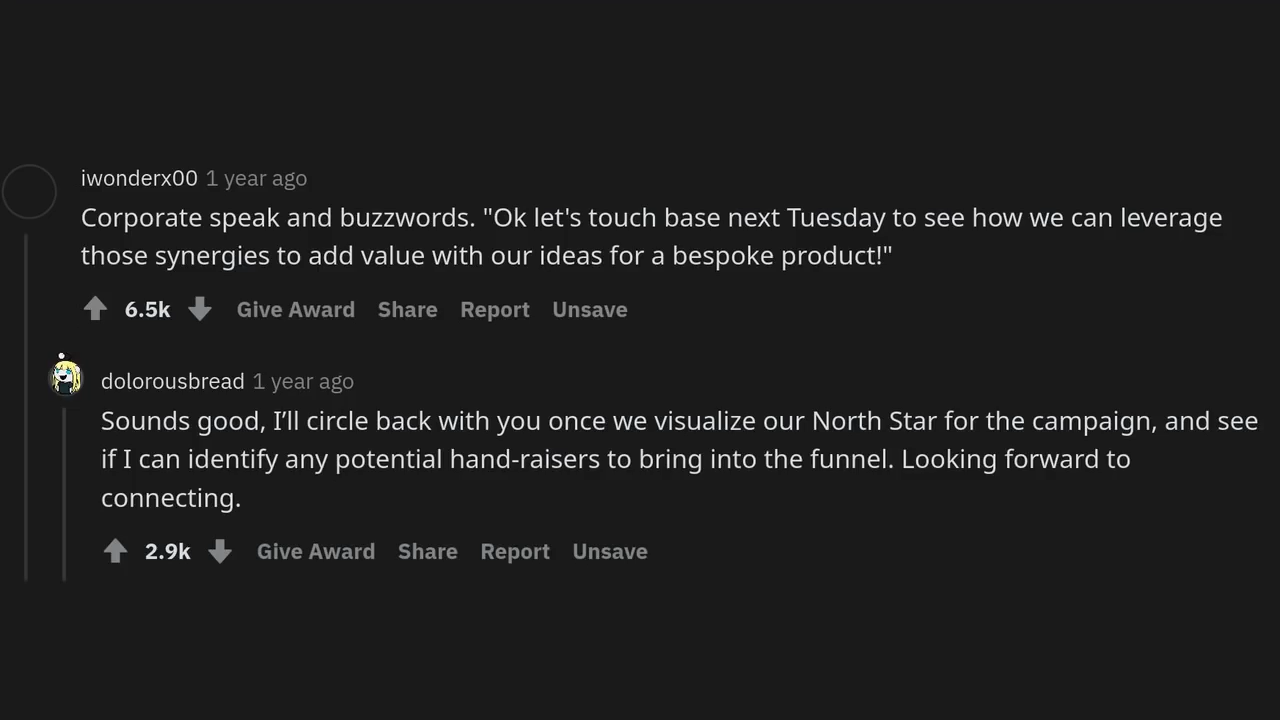 iwonderx00 1 year ago
Corporate speak and buzzwords. "Ok let's touch base next Tuesday to see how we can leverage
those synergies to add value with our ideas for a bespoke product!"
6.5k Give Award Share Report Unsave
dolorousbread 1 year ago
Sounds good, I’ll circle back with you once we visualize our North Star for the campaign, and see
if I can identify any potential hand-raisers to bring into the funnel. Looking forward to
connecting.
2.9k Give Award Share Report Unsave